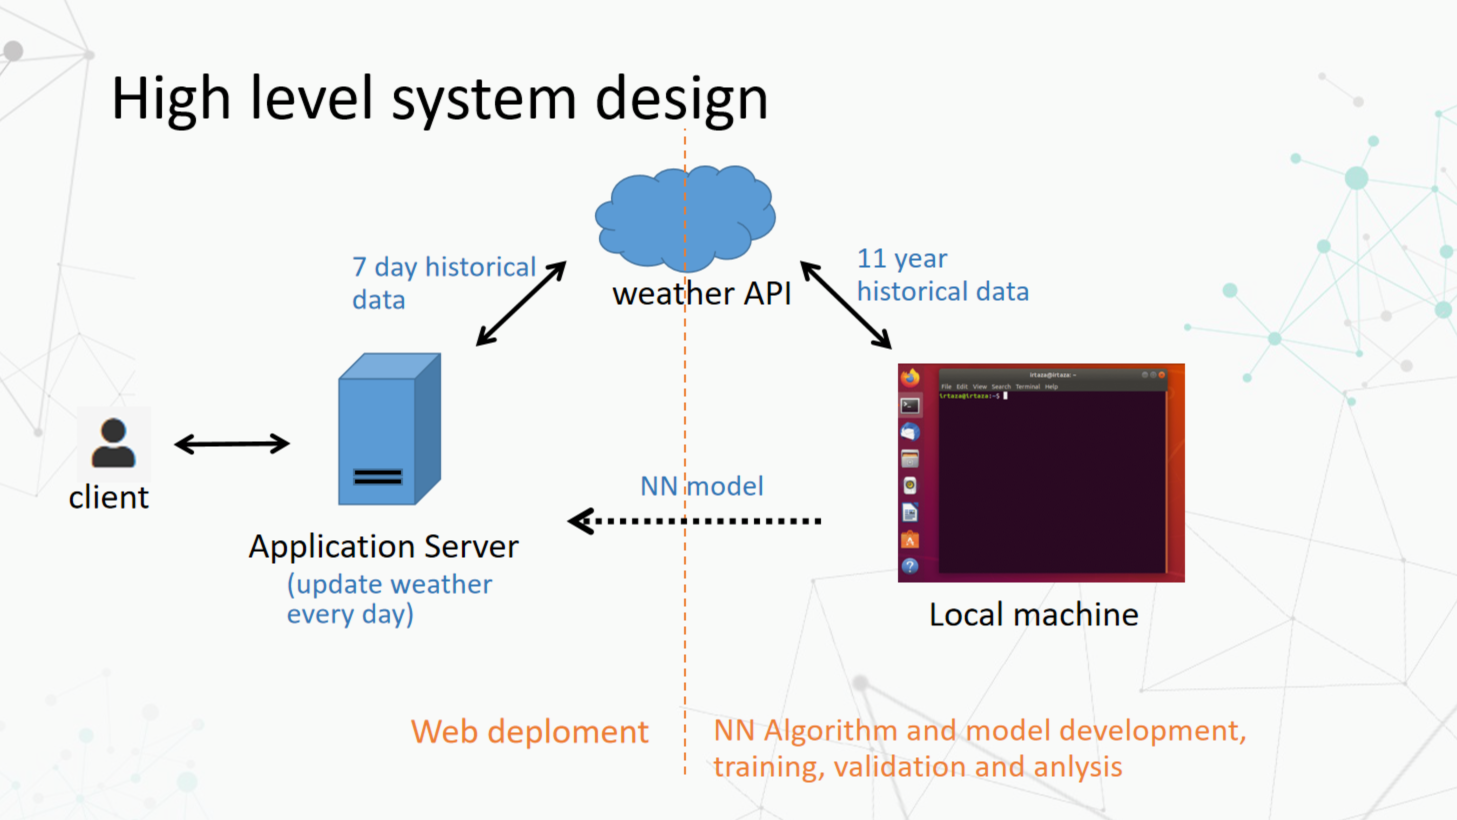 High level system design
7 day historical
data
weather API
11 year
historical data
irtaza@irtaza: ~
File Edit View Search Terminal Help
irtaza@irtaza:~$
client
NN model
Application Server
(update weather
every day)
Local machine
Web deploment
NN Algorithm and model development,
training, validation and anlysis